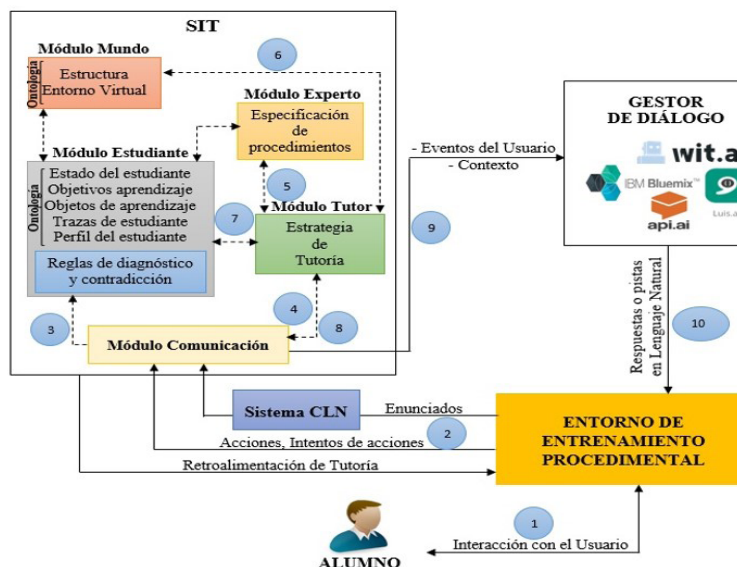 SIT
Módulo Mundo
Ontología
Estructura
Entorno Virtual
6
Módulo Experto
Especificación
de
procedimientos
Módulo Estudiante
Ontología
Estado del estudiante
Objetivos aprendizaje
Objetos de aprendizaje
Trazas de estudiante
Perfil del estudiante
Reglas de diagnóstico
y contradicción
5
7
Módulo Tutor
Estrategia
de
Tutoría
3
4
8
Módulo Comunicación
- Eventos del Usuario
- Contexto
9
GESTOR
DE DIÁLOGO
wit.a
IBM Bluemix™
api.ai
Luis.a
Respuestas o pistas
en Lenguaje Natural
10
Sistema CLN
Enunciados
2
Acciones, Intentos de acciones
Retroalimentación de Tutoría
ENTORNO DE
ENTRENAMIENTO
PROCEDIMENTAL
1
Interacción con el Usuario
ALUMNO